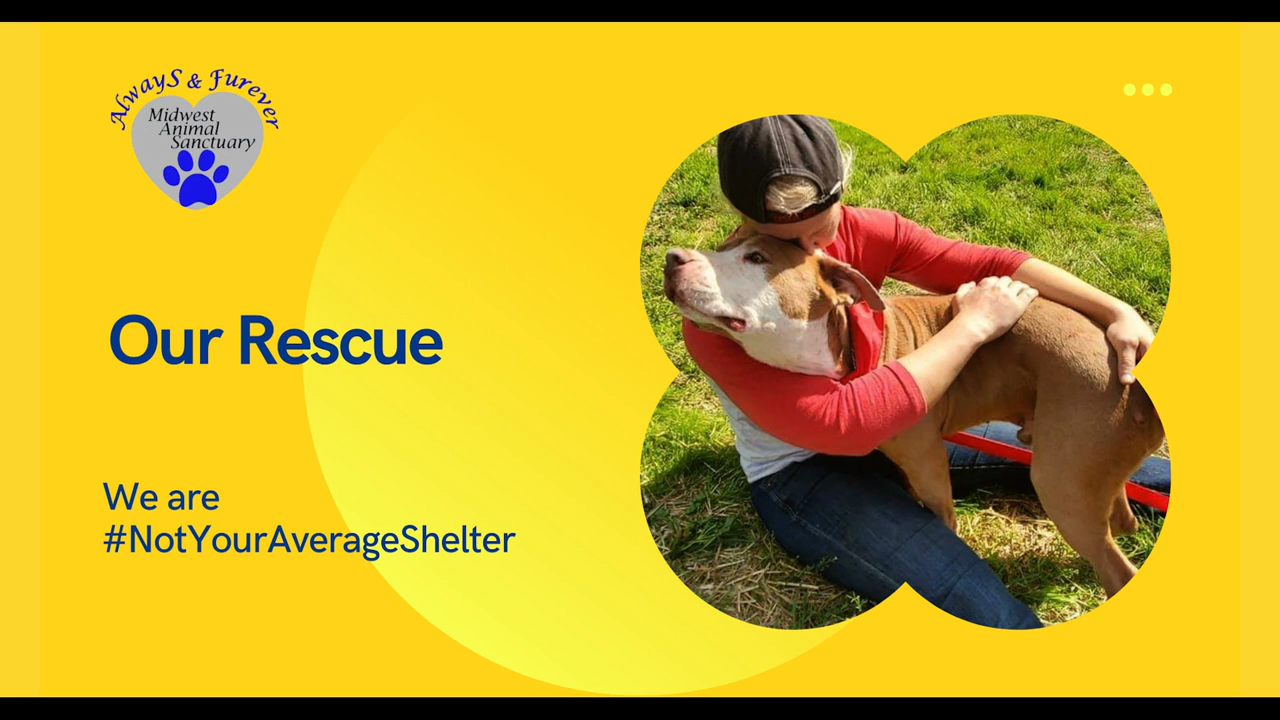 AlwayS & Furever
Midwest
Animal
Sanctuary
Our Rescue
We are
#NotYourAverageShelter